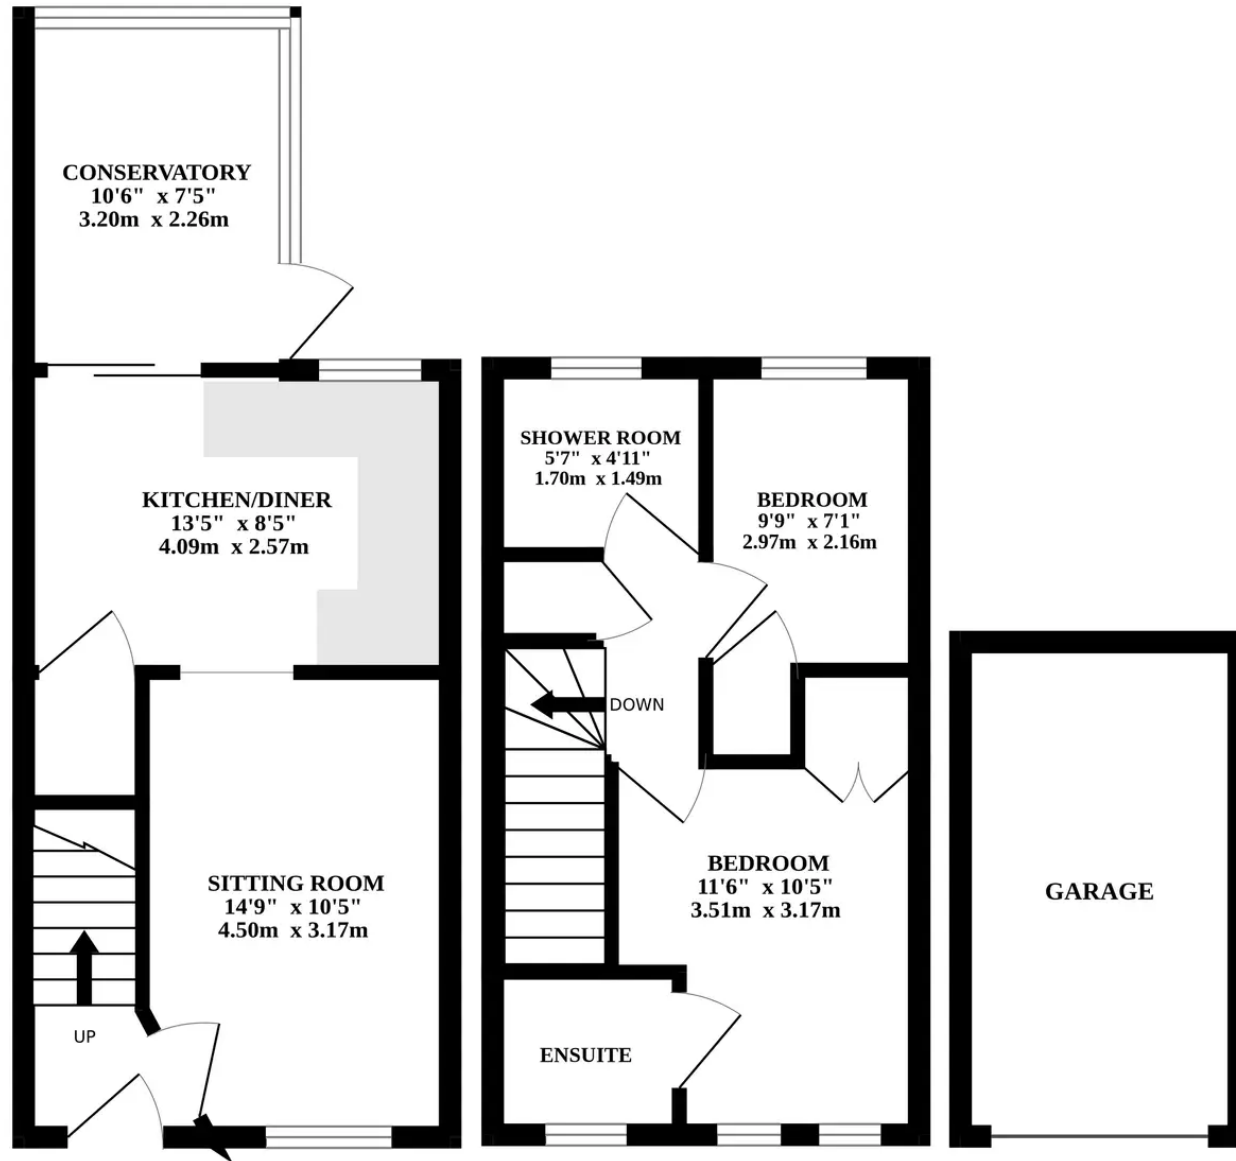 CONSERVATORY
10'6" x 7'5"
3.20m x 2.26m
KITCHEN/DINER
13'5" x 8'5"
4.09m x 2.57m
SITTING ROOM
14'9" x 10'5"
4.50m x 3.17m
UP
SHOWER ROOM
5'7" x 4'11"
1.70m x 1.49m
BEDROOM
9'9" x 7'1"
2.97m x 2.16m
DOWN
BEDROOM
11'6" x 10'5"
3.51m x 3.17m
ENSUITE
GARAGE